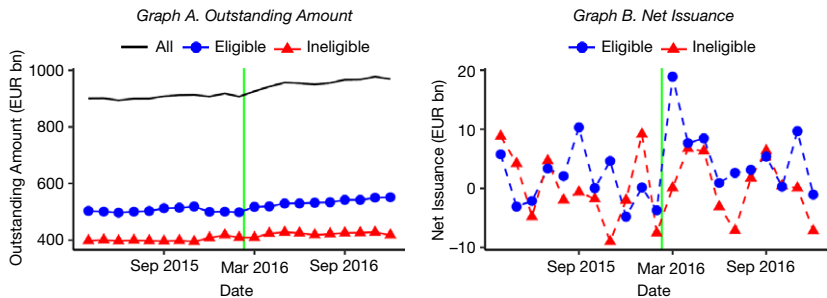 Graph A. Outstanding Amount
All Eligible Ineligible
Outstanding Amount (EUR bn)
1000
800
600
400
Sep 2015 Mar 2016 Sep 2016
Date
Graph B. Net Issuance
Eligible Ineligible
Net Issuance (EUR bn)
20
10
0
−10
Sep 2015 Mar 2016 Sep 2016
Date